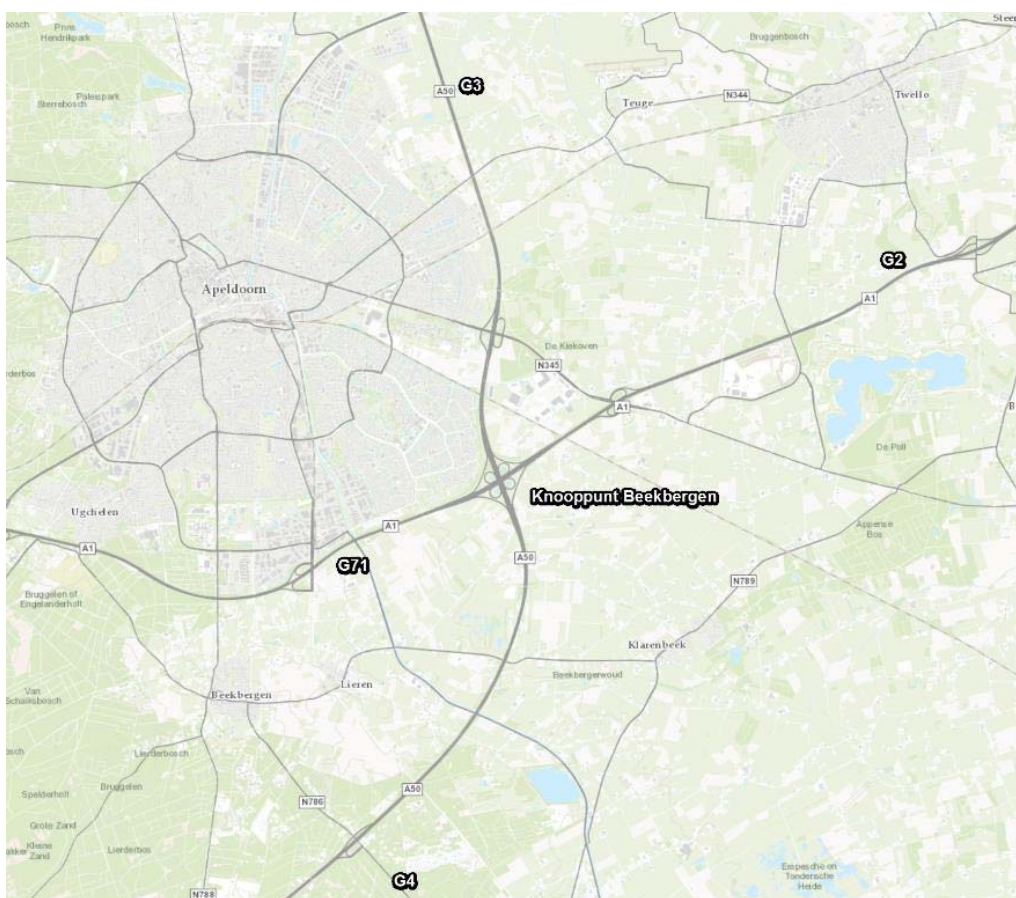 Prins
Hendrikpark
Paleispark
Sterrebosch
G3
A50
Bruggenbosch
Teuge
N344
Twello
G2
A1
Apeldoorn
De Kiekoven
N345
A1
De Poll
Knooppunt Beekbergen
Ugchelen
A1
A1
A50
Appense
Bos
G71
N789
Bruggelen of
Engelanderholt
Klarenbeek
Lieren
Beekbergerwoud
Beekbergen
Van
Schaiksbosch
Lierderbosch
Bruggelen
Spelderholt
A50
N786
Grote Zand
Kleine
Zand
Lierderbos
G4
N788
Empesche en
Tondensche
Heide